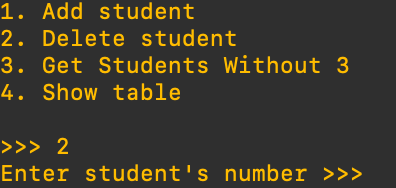 1. Add student
2. Delete student
3. Get Students Without 3
4. Show table
>>> 2
Enter student's number >>>